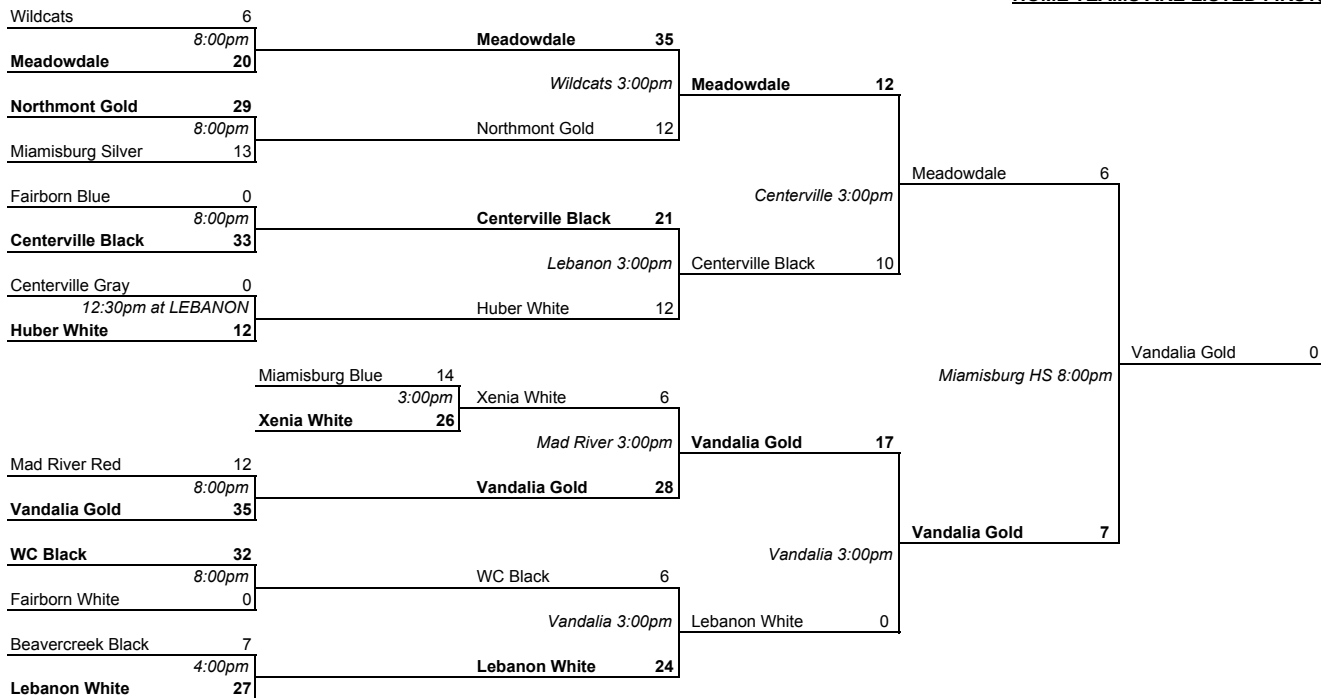 HOME TEAMS ARE LISTED FIRST
Wildcats 6
8:00pm Meadowdale 35
Meadowdale 20
Wildcats 3:00pm Meadowdale 12
Northmont Gold 29
8:00pm Northmont Gold 12
Miamisburg Silver 13
Meadowdale 6
Fairborn Blue 0 Centerville 3:00pm
8:00pm Centerville Black 21
Centerville Black 33
Lebanon 3:00pm Centerville Black 10
Centerville Gray 0
12:30pm at LEBANON Huber White 12
Huber White 12
Vandalia Gold 0
Miamisburg Blue 14 Miamisburg HS 8:00pm
3:00pm Xenia White 6
Xenia White 26
Mad River 3:00pm Vandalia Gold 17
Mad River Red 12
8:00pm Vandalia Gold 28
Vandalia Gold 35
Vandalia Gold 7
WC Black 32 Vandalia 3:00pm
8:00pm WC Black 6
Fairborn White 0
Vandalia 3:00pm Lebanon White 0
Beavercreek Black 7
4:00pm Lebanon White 24
Lebanon White 27